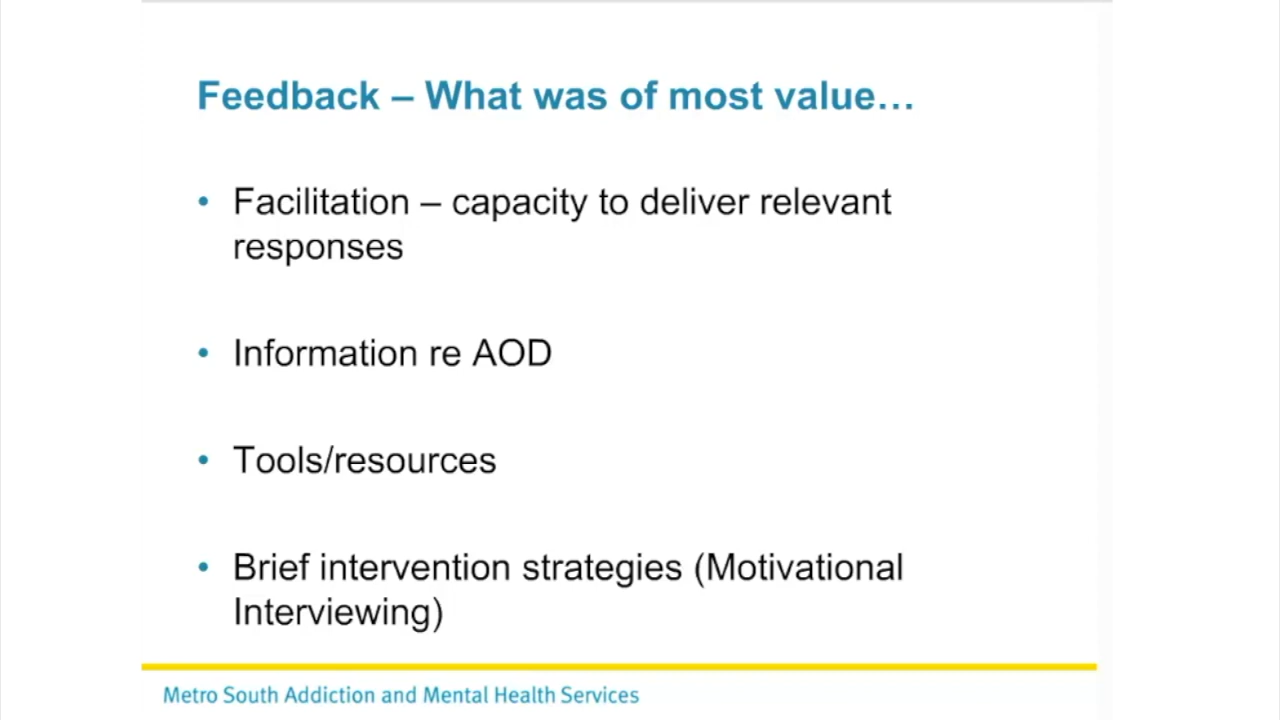 Feedback – What was of most value…
• Facilitation – capacity to deliver relevant
responses
• Information re AOD
• Tools/resources
• Brief intervention strategies (Motivational
Interviewing)
Metro South Addiction and Mental Health Services